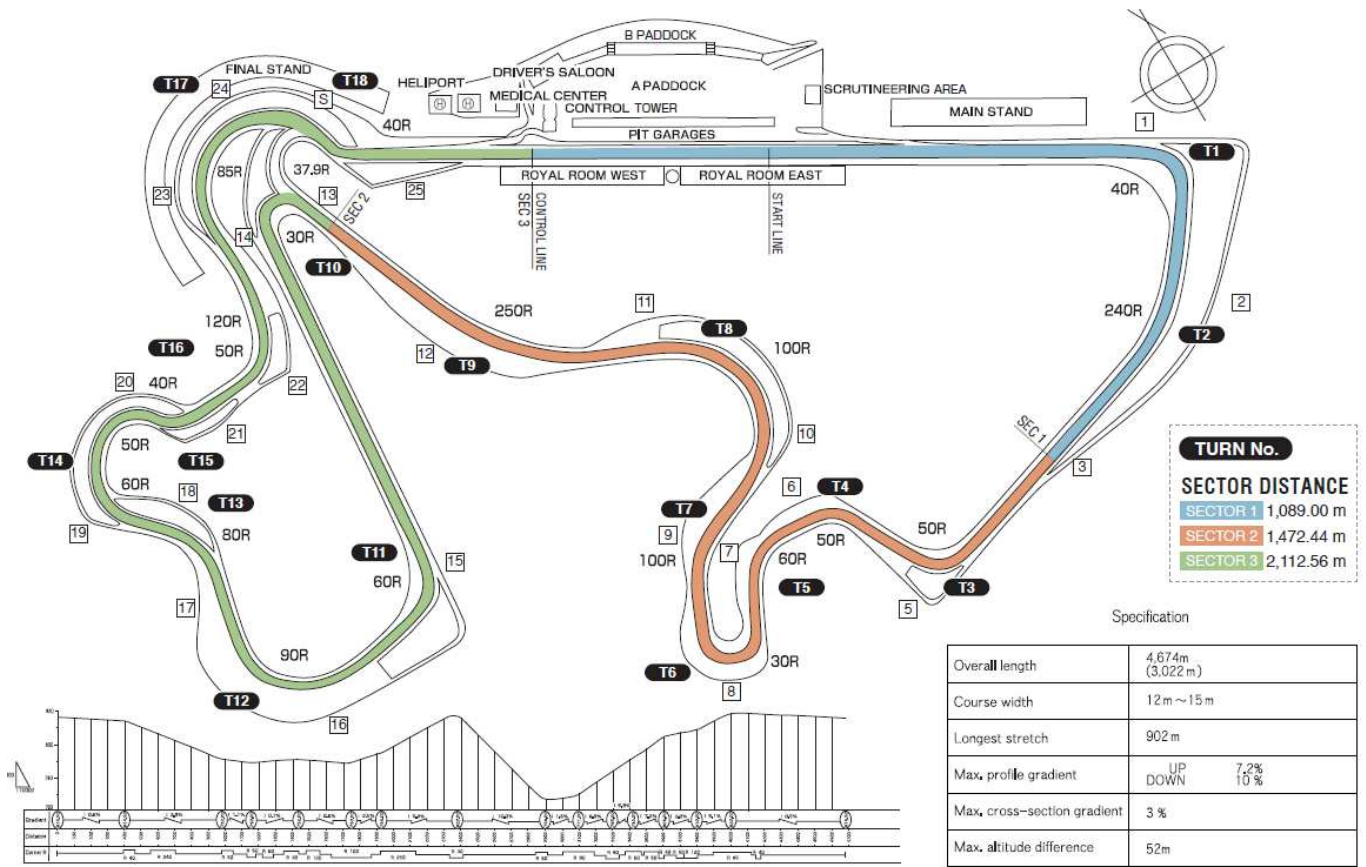 B PADDOCK
FINAL STAND
T17
24
T18
S
HELIPORT
DRIVER'S SALOON
A PADDOCK
H
H
MEDICAL CENTER
CONTROL TOWER
SCRUTINEERING AREA
MAIN STAND
PIT GARAGES
40R
1
T1
ROYAL ROOM WEST
ROYAL ROOM EAST
85R
37.9R
13
25
SEC 2
SEC 3
CONTROL LINE
START LINE
40R
23
14
30R
T10
250R
11
T8
100R
240R
2
T2
120R
50R
T16
12
T9
20
40R
22
21
10
SEC 1
3
50R
T14
T15
60R
18
T13
19
80R
6
T4
T7
9
7
50R
50R
100R
60R
T5
5
T3
T11
60R
15
17
90R
T6
30R
8
T12
16
TURN No.
SECTOR DISTANCE
SECTOR 1 1,089.00 m
SECTOR 2 1,472.44 m
SECTOR 3 2,112.56 m
Specification
Overall length 4,674m
(3,022m)
Course width 12m～15m
Longest stretch 902m
Max. profile gradient UP 7.2%
DOWN 10%
Max. cross-section gradient 3%
Max. altitude difference 52m
Gradient
Distance